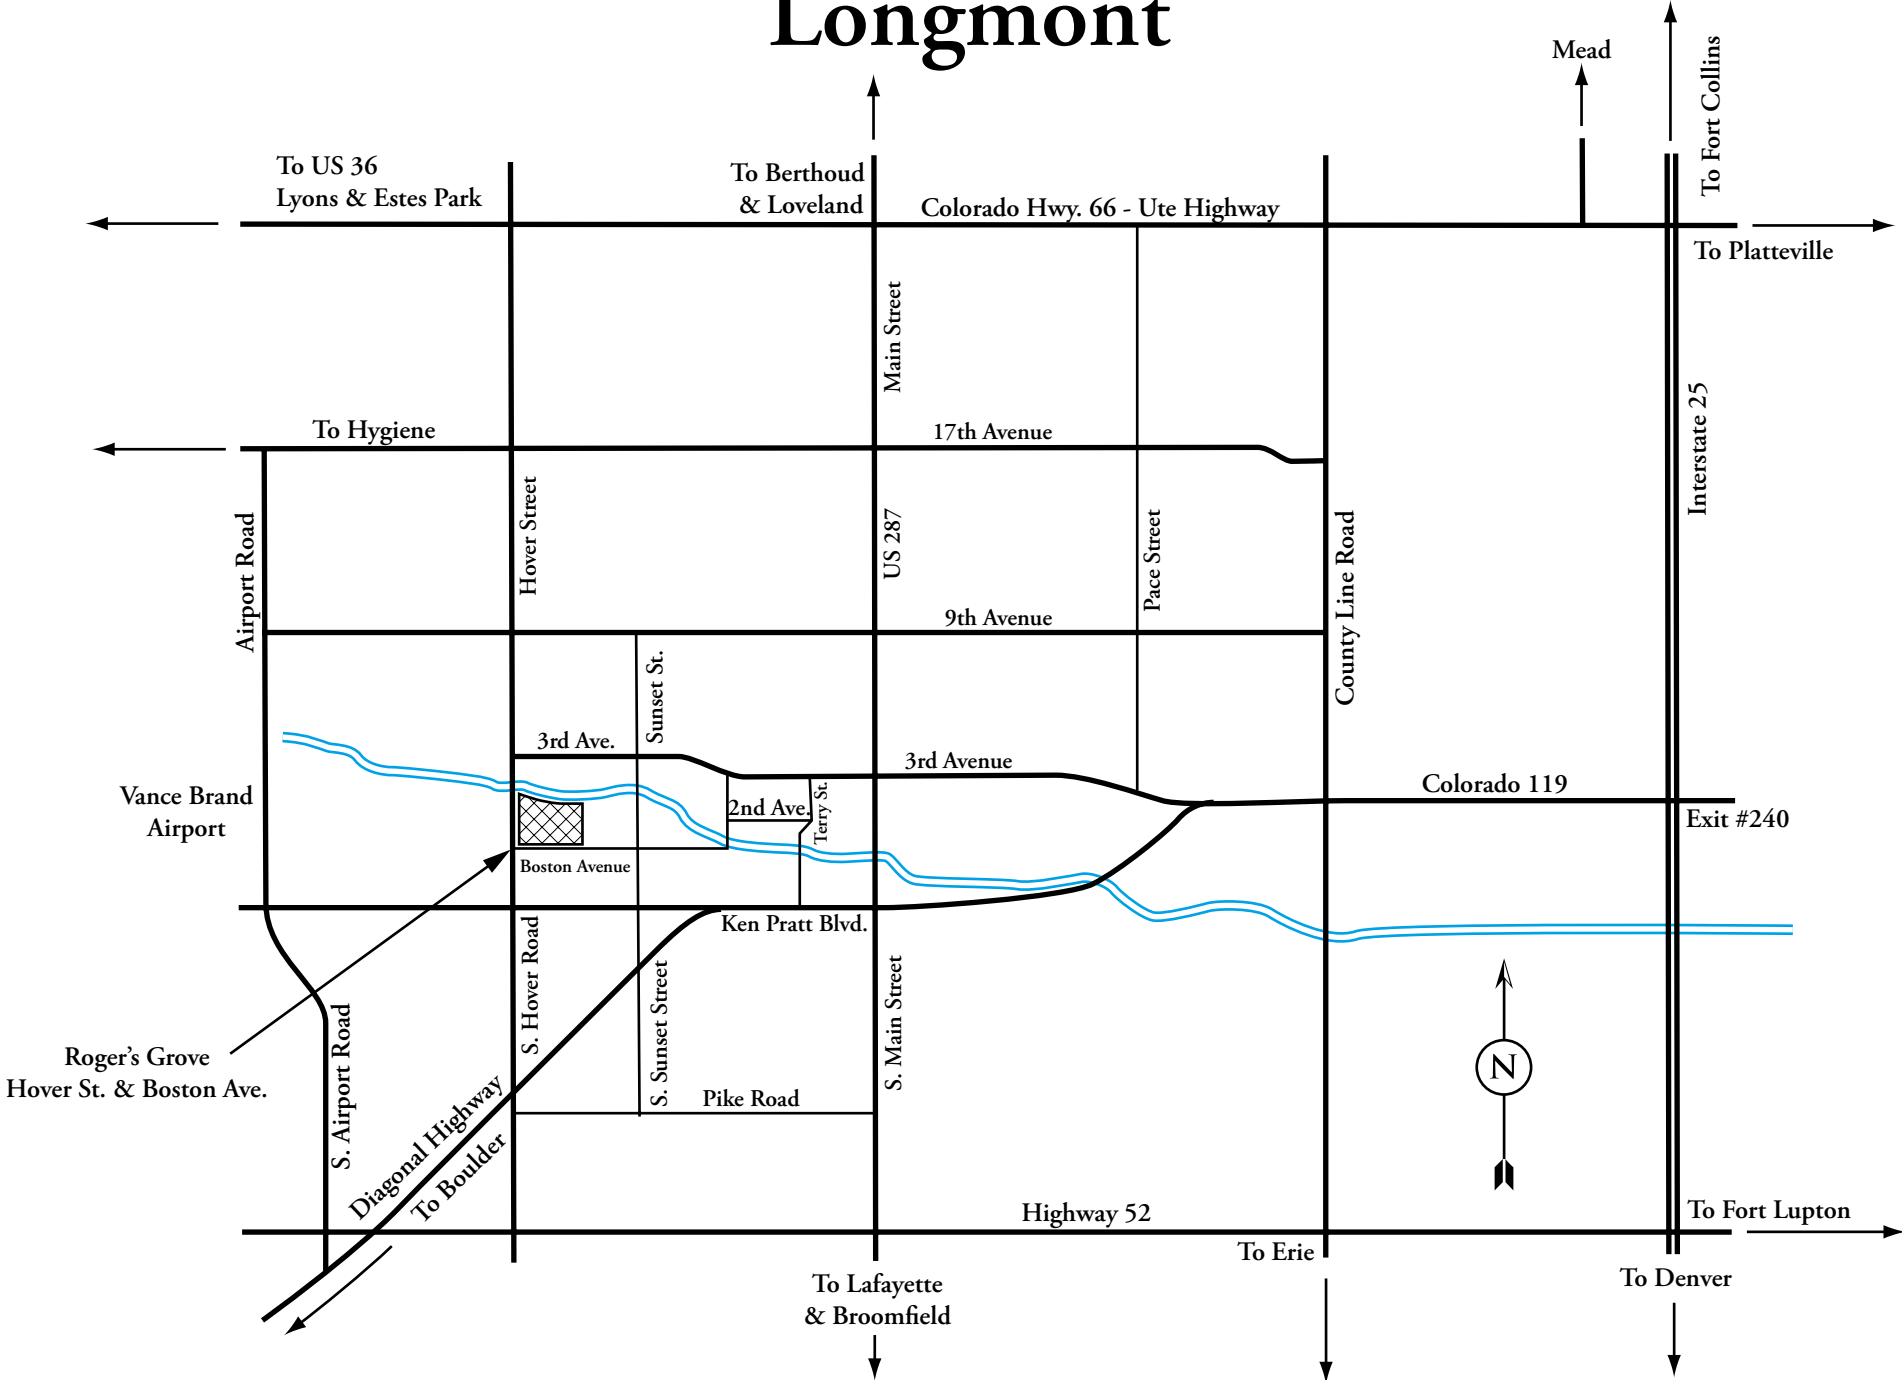 Longmont
Mead
To Fort Collins
To US 36
Lyons & Estes Park
To Berthoud
& Loveland
Colorado Hwy. 66 - Ute Highway
To Platteville
Main Street
Interstate 25
To Hygiene
17th Avenue
Airport Road
Hover Street
US 287
Pace Street
County Line Road
9th Avenue
Sunset St.
3rd Ave.
3rd Avenue
Colorado 119
Exit #240
Vance Brand
Airport
2nd Ave.
Terry St.
Boston Avenue
Ken Pratt Blvd.
S. Hover Road
S. Sunset Street
S. Main Street
S. Airport Road
Roger’s Grove
Hover St. & Boston Ave.
N
Pike Road
Diagonal Highway
To Boulder
Highway 52
To Fort Lupton
To Erie
To Lafayette
& Broomfield
To Denver